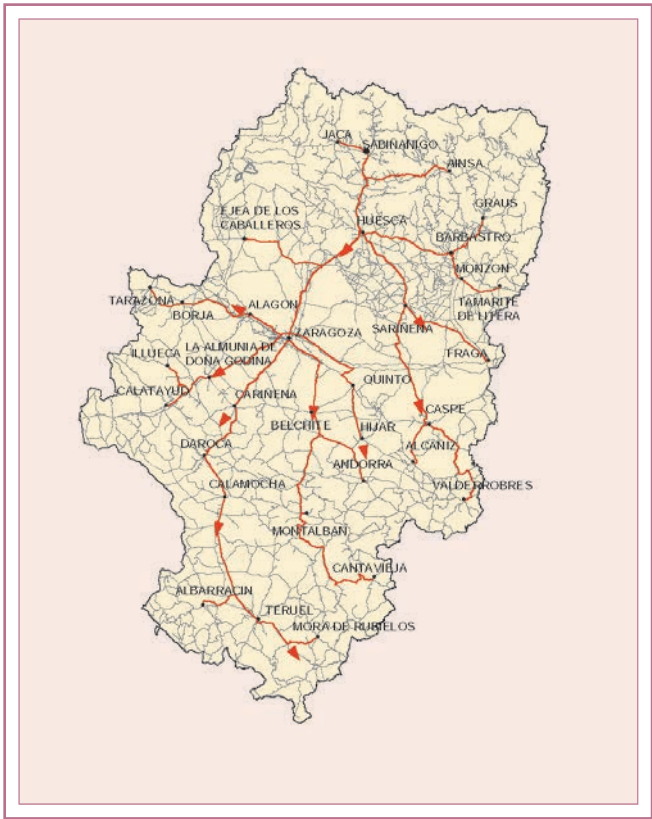 JACA
SABIÑANIGO
AINSA
GRAUS
EJEA DE LOS
CABALLEROS
HUESCA
BARBASTRO
MONZON
TAMARITE
DE LITERA
TARAZONA
BORJA
ALAGON
ZARAGOZA
SARIÑENA
FRAGA
ILLUECA
LA ALMUNIA DE
DOÑA GODINA
CALATAYUD
CARIÑENA
QUINTO
BELCHITE
HIJAR
CASPE
DAROCA
ANDORRA
ALCAÑIZ
CALAMOCHA
VALDERROBRES
MONTALBAN
CANTAVIEJA
ALBARRACIN
TERUEL
MORA DE RUBIELOS